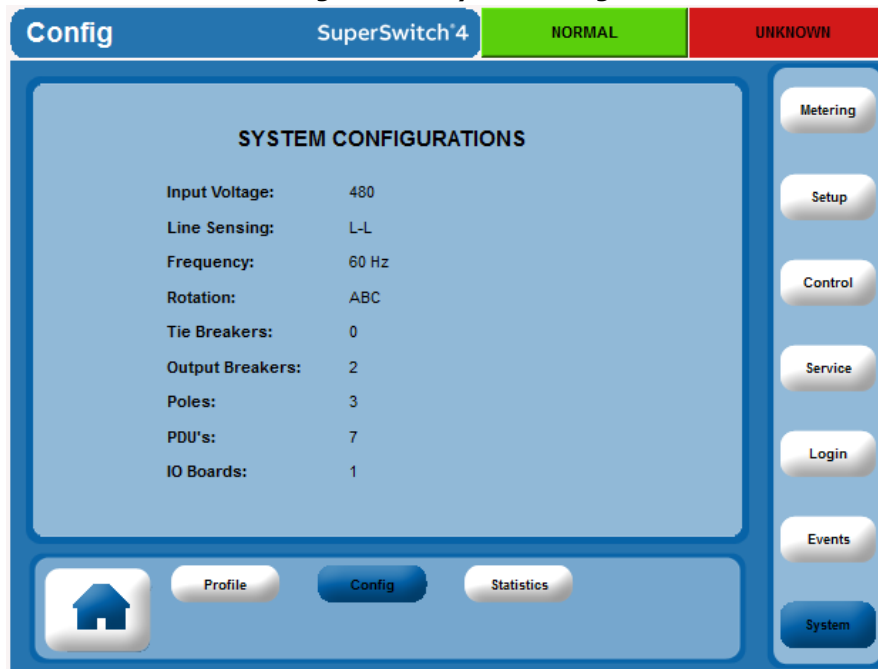 Config SuperSwitch®4 NORMAL UNKNOWN
SYSTEM CONFIGURATIONS
Input Voltage: 480
Line Sensing: L-L
Frequency: 60 Hz
Rotation: ABC
Tie Breakers: 0
Output Breakers: 2
Poles: 3
PDU's: 7
IO Boards: 1
Metering
Setup
Control
Service
Login
Events
System
Profile Config Statistics